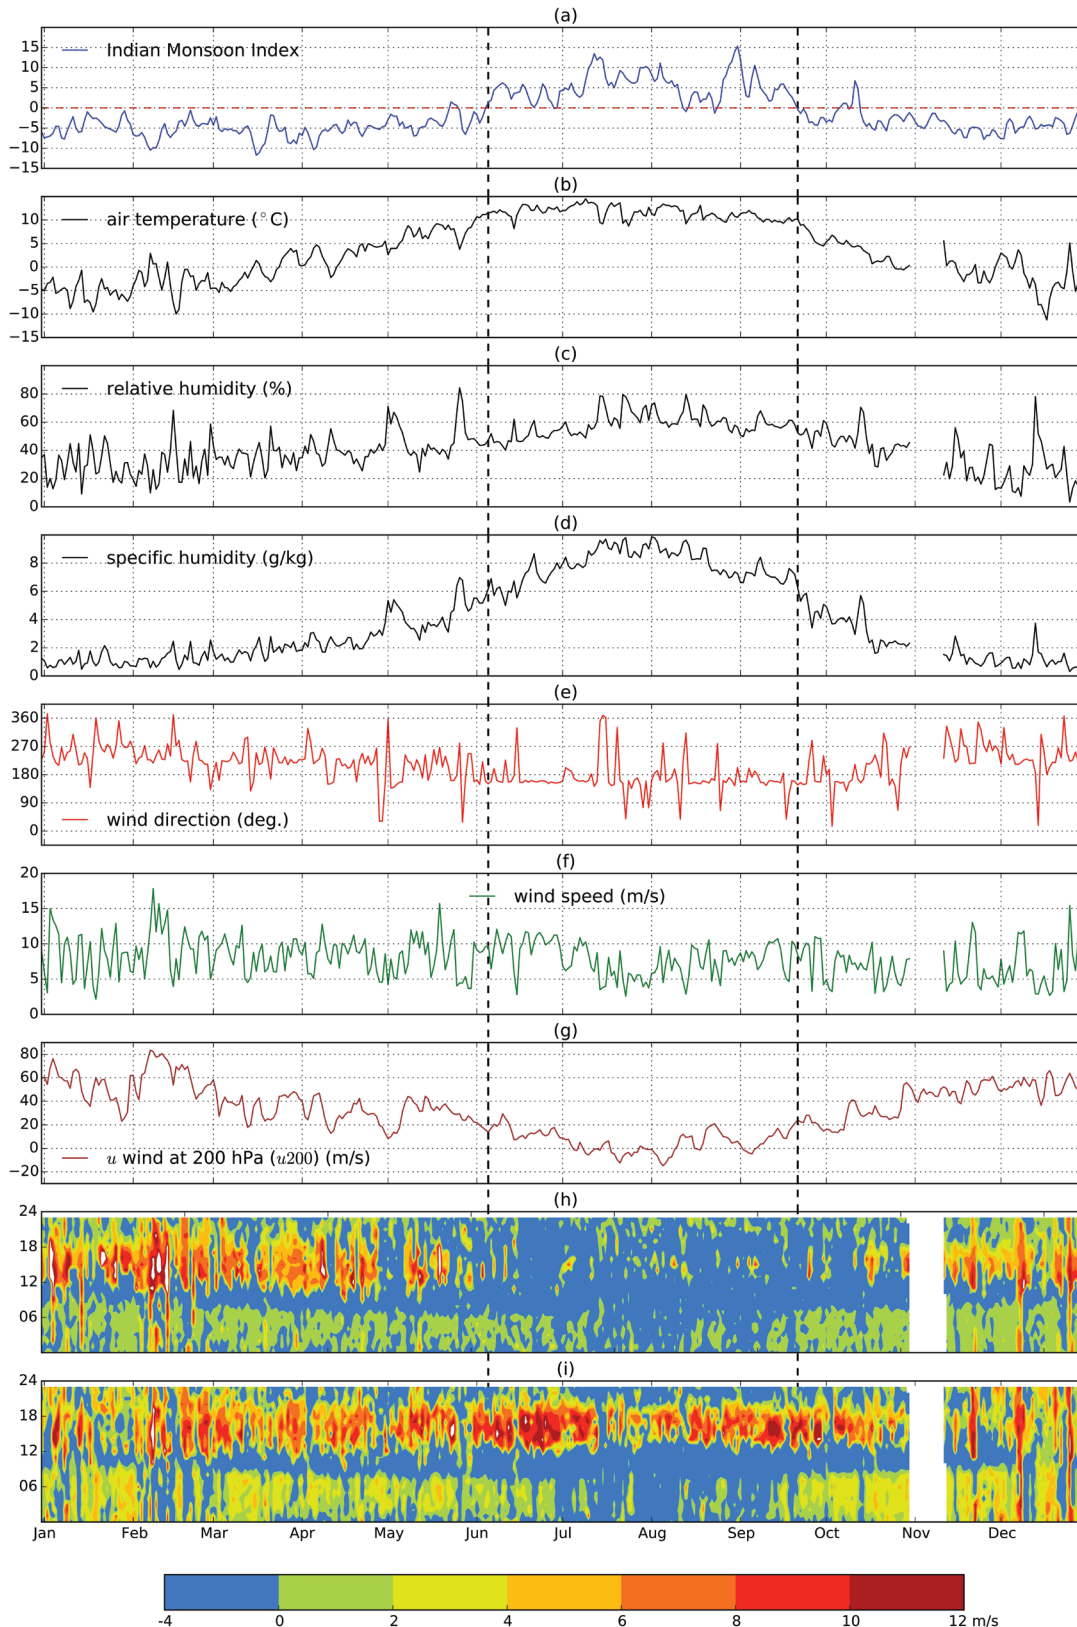 (a)
Indian Monsoon Index
15
10
5
0
−5
−10
−15
(b)
air temperature (°C)
10
5
0
−5
−10
−15
(c)
relative humidity (%)
80
60
40
20
0
(d)
specific humidity (g/kg)
8
6
4
2
0
(e)
360
270
180
90
0
wind direction (deg.)
(f)
20
wind speed (m/s)
15
10
5
0
(g)
80
60
40
20
0
−20
u wind at 200 hPa (u200) (m/s)
(h)
24
18
12
06
(i)
24
18
12
06
Jan Feb Mar Apr May Jun Jul Aug Sep Oct Nov Dec
-4 0 2 4 6 8 10 12 m/s